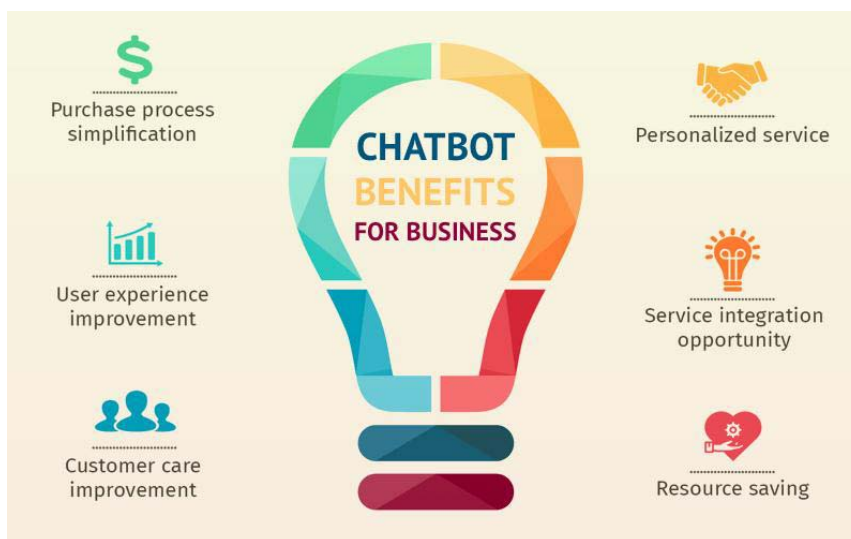 CHATBOT
BENEFITS
FOR BUSINESS
Purchase process
simplification
User experience
improvement
Customer care
improvement
Personalized service
Service integration
opportunity
Resource saving